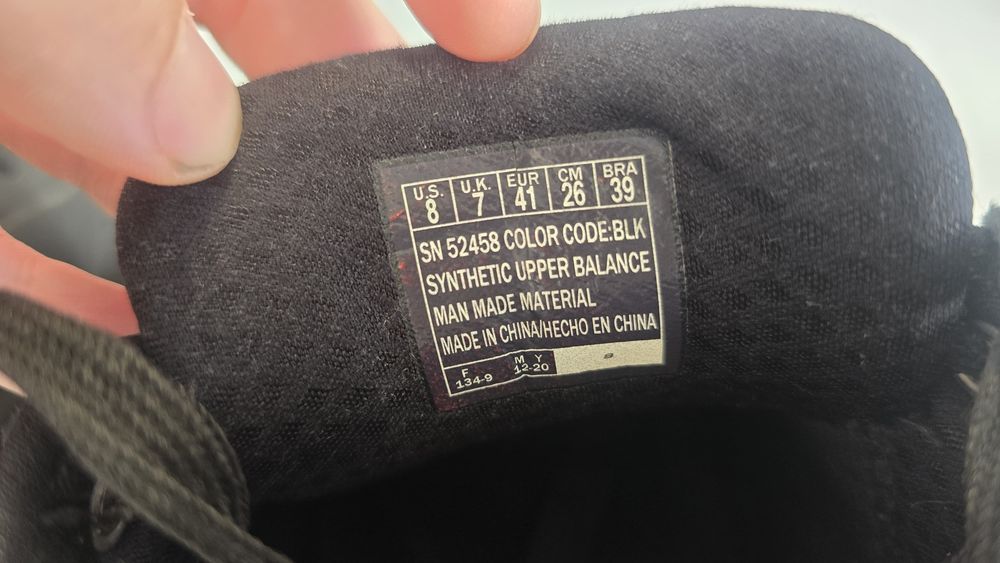 U.S. U.K. EUR CM BRA
8 7 41 26 39
SN 52458 COLOR CODE:BLK
SYNTHETIC UPPER BALANCE
MAN MADE MATERIAL
MADE IN CHINA/HECHO EN CHINA
F M Y
134-9 12-20